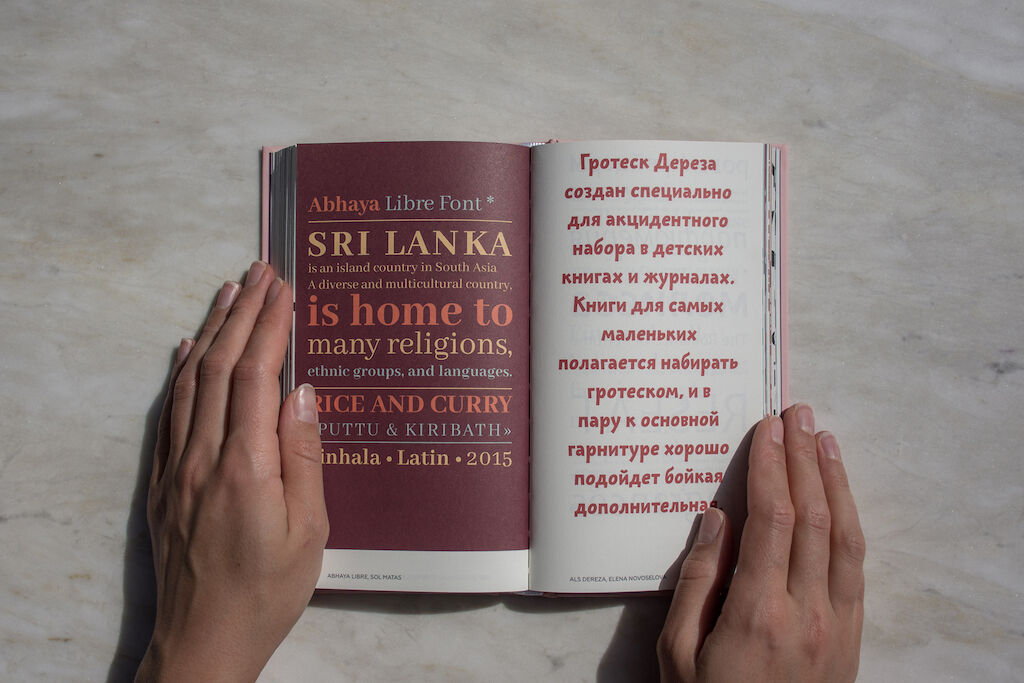 Abhaya Libre Font *
SRI LANKA
is an island country in South Asia
A diverse and multicultural country,
is home to
many religions,
ethnic groups, and languages.
RICE AND CURRY
PUTTU & KIRIBATH»
inhala • Latin • 2015
ABHAYA LIBRE, SOL MATAS
Гротеск Дереза
создан специально
для акцидентного
набора в детских
книгах и журналах.
Книги для самых
маленьких
полагается набирать
гротеском, и в
пару к основной
гарнитуре хорошо
подойдет бойкая
дополнительная
ALS DEREZA, ELENA NOVOSELOVA